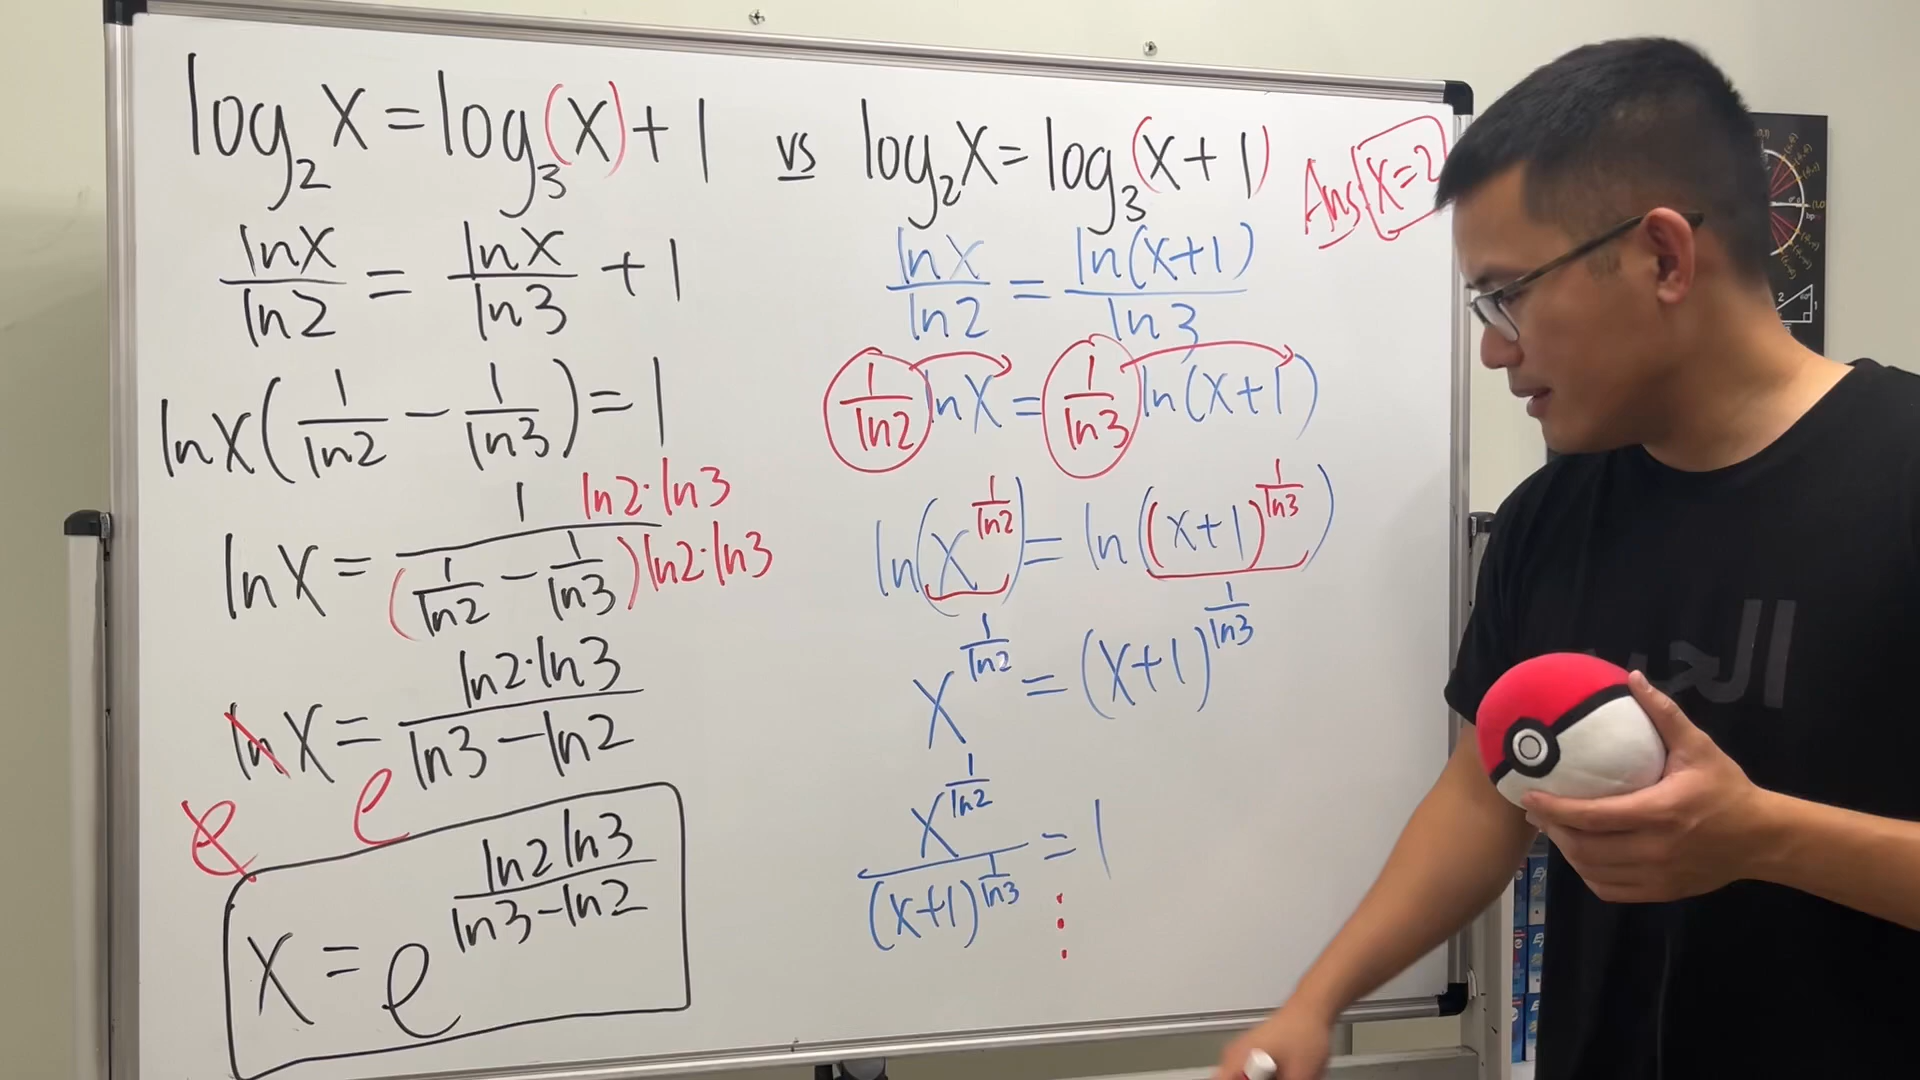 log₂ x = log₃(x) + 1
lnx/ln2 = lnx/ln3 + 1
lnx(1/ln2 − 1/ln3) = 1
lnx = 1 ln2·ln3/(1/ln2 − 1/ln3)ln2·ln3
ln x = ln2·ln3/ln3−ln2
e e
x = e^(ln2 ln3/ln3−ln2)
vs
log₂ x = log₃(x+1)
Ans: x=2
lnx/ln2 = ln(x+1)/ln3
1/ln2 lnx = 1/ln3 ln(x+1)
ln(x^(1/ln2)) = ln((x+1)^(1/ln3))
x^(1/ln2) = (x+1)^(1/ln3)
x^(1/ln2)/(x+1)^(1/ln3) = 1
⋮